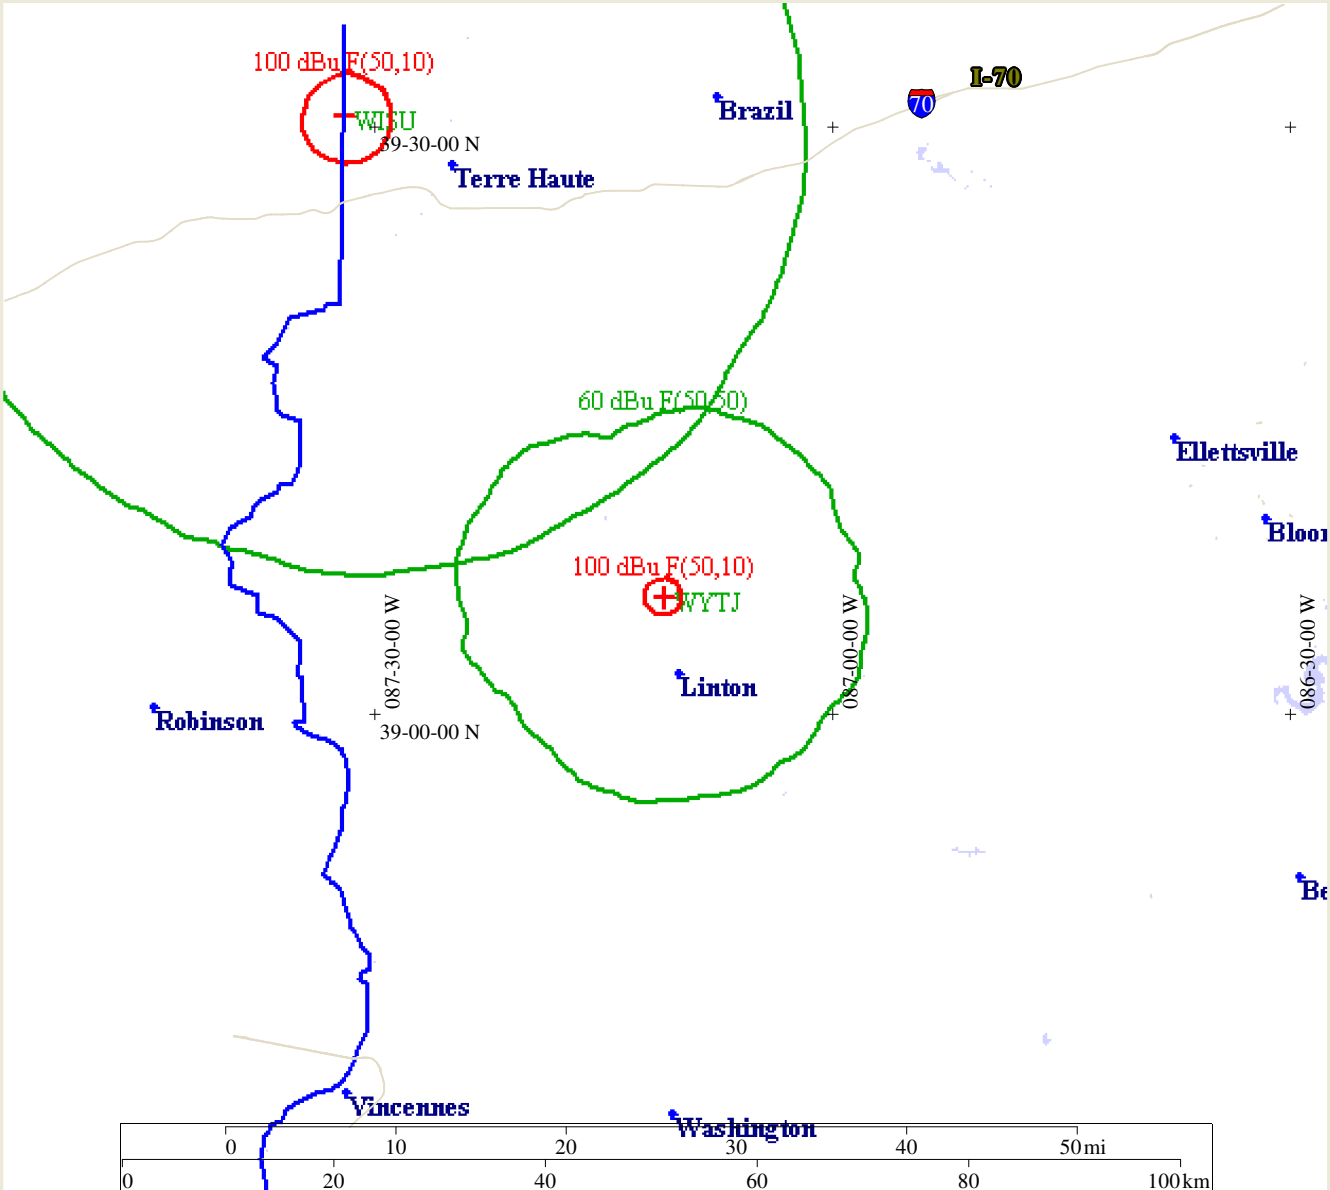 100 dBu F(50,10)
I-70
70
Brazil
WISU
39-30-00 N
Terre Haute
60 dBu F(50,50)
Ellettsville
Bloor
100 dBu F(50,10)
WYTJ
087-30-00 W
087-00-00 W
086-30-00 W
Linton
Robinson
39-00-00 N
Be
Vincennes
Washington
0 10 20 30 40 50 mi
0 20 40 60 80 100 km